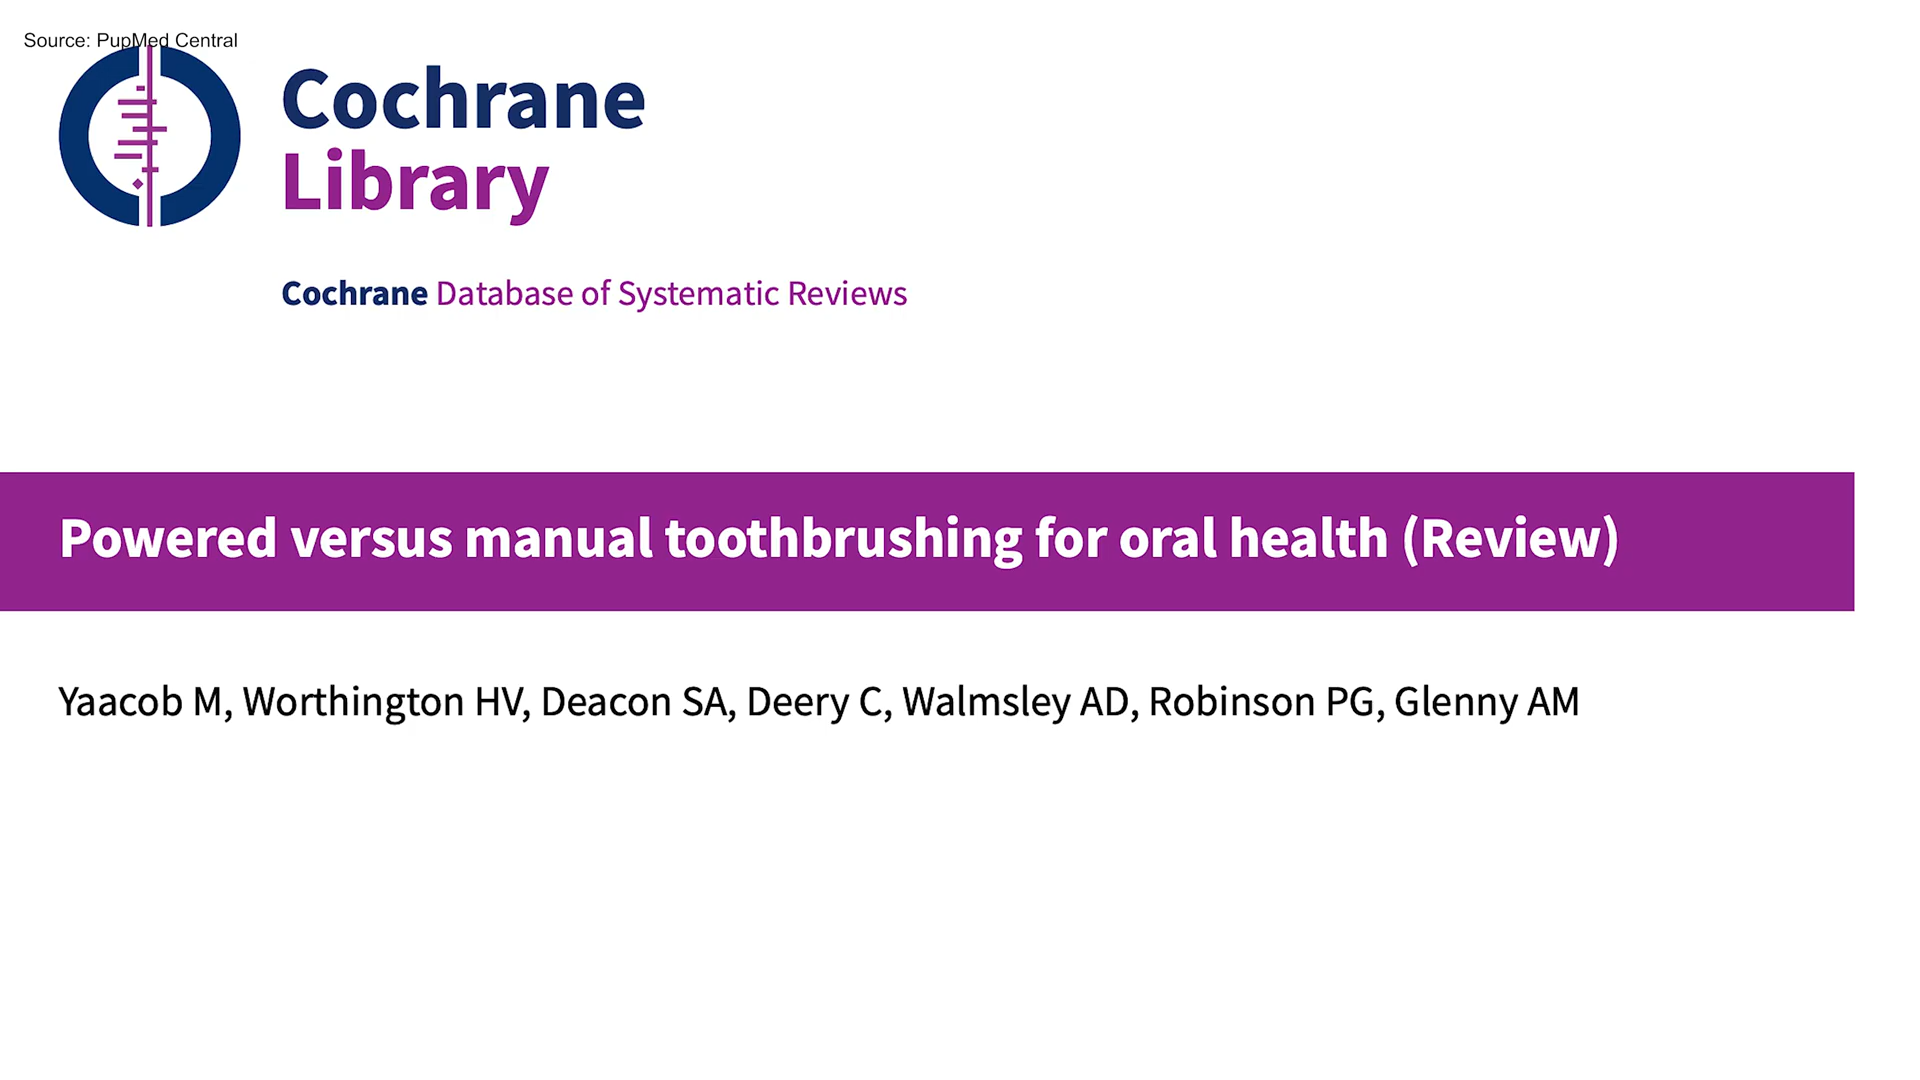 Source: PupMed Central
Cochrane
Library
Cochrane Database of Systematic Reviews
Powered versus manual toothbrushing for oral health (Review)
Yaacob M, Worthington HV, Deacon SA, Deery C, Walmsley AD, Robinson PG, Glenny AM